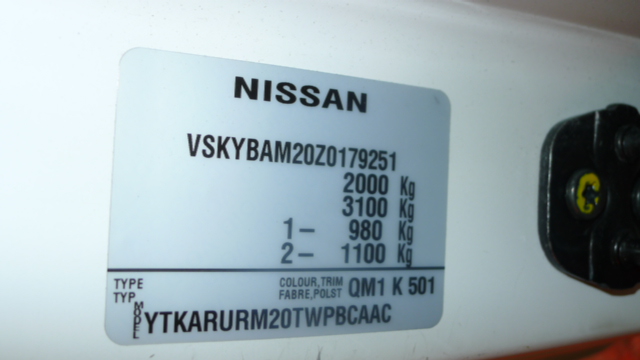 NISSAN
VSKYBAM20Z0179251
2000 Kg
3100 Kg
1- 980 Kg
2- 1100 Kg
TYPE COLOUR,TRIM QM1 K 501
TYP FABRE,POLST
MODEL YTKARURM20TWPBCAAC